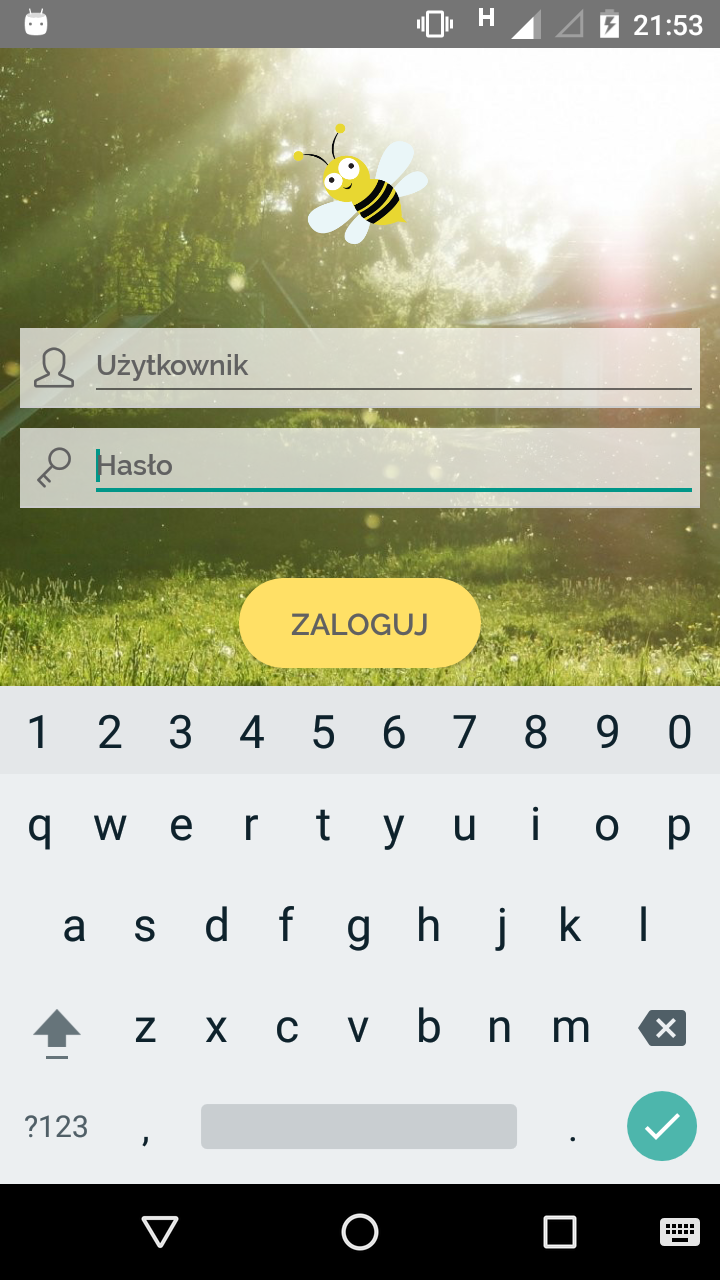 H 21:53
Użytkownik
Hasło
ZALOGUJ
1 2 3 4 5 6 7 8 9 0
q w e r t y u i o p
a s d f g h j k l
z x c v b n m
?123 , .